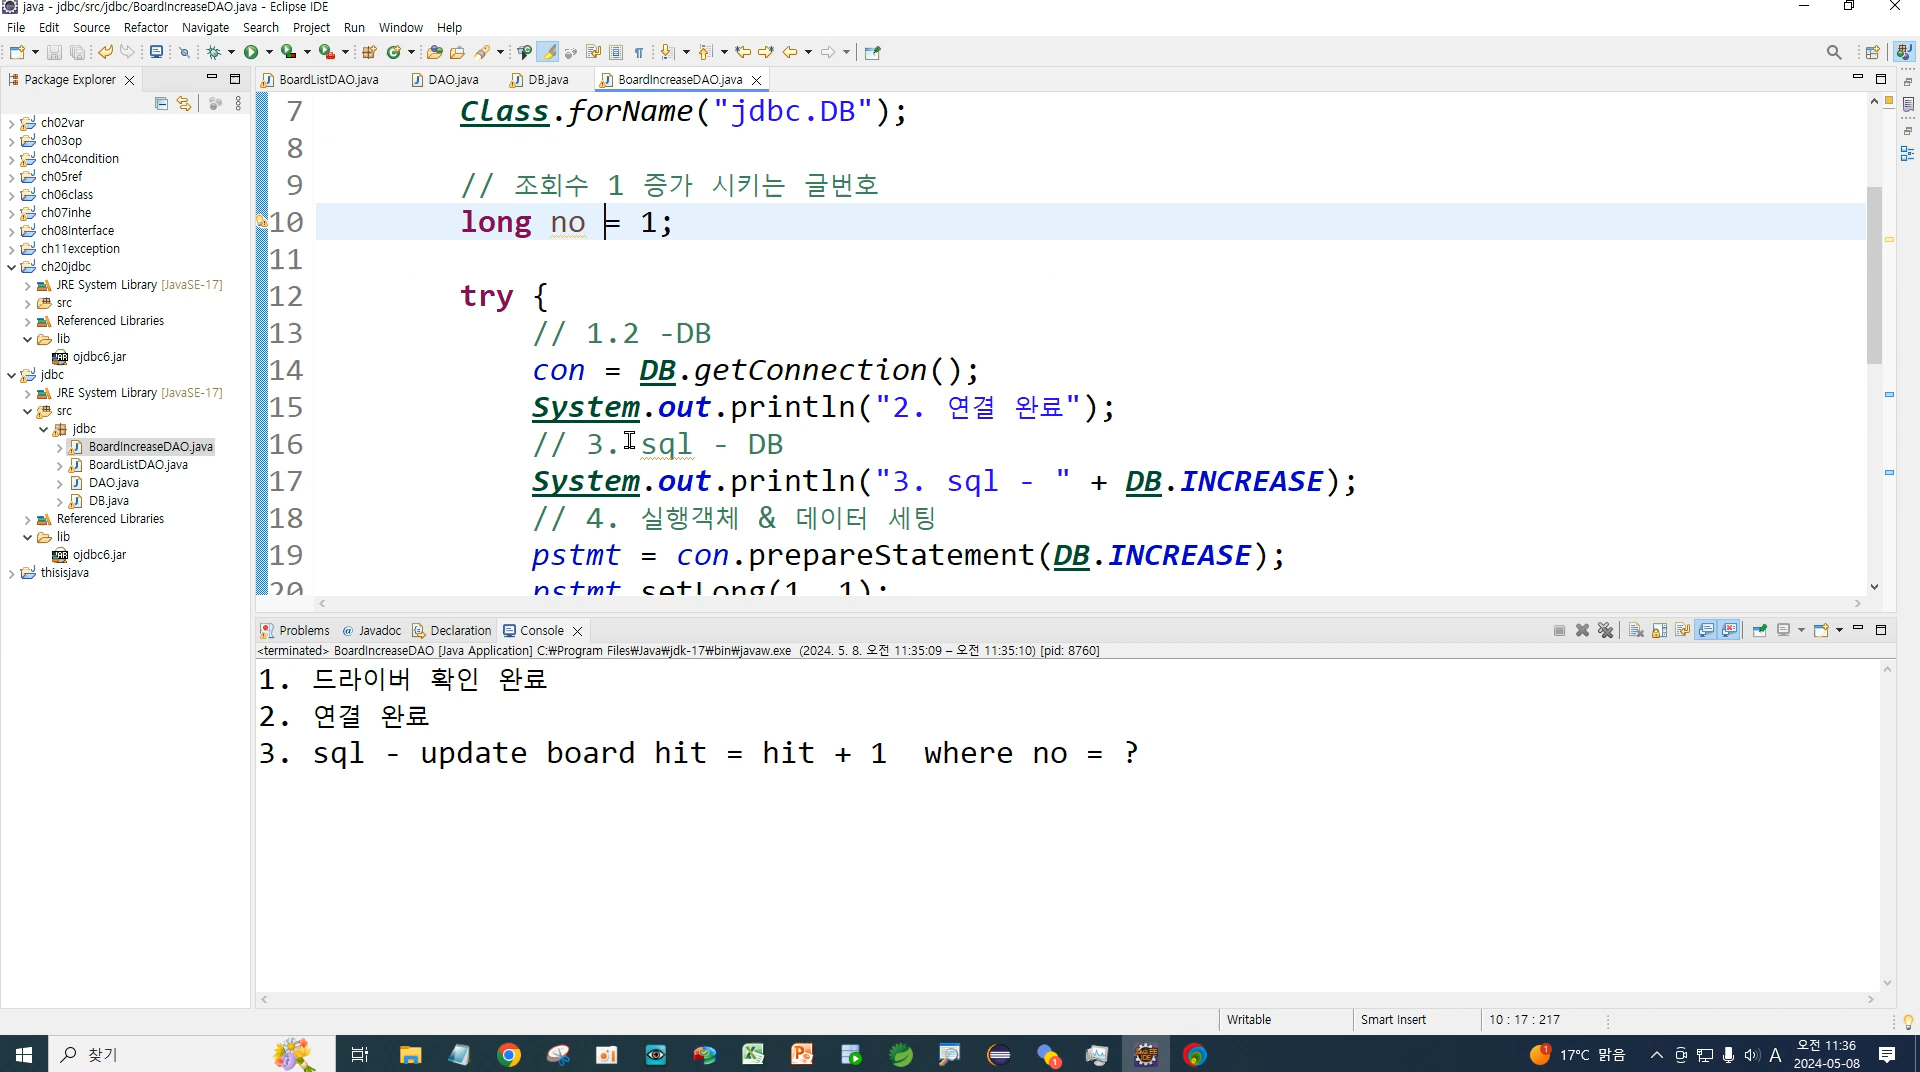 java - jdbc/src/jdbc/BoardIncreaseDAO.java - Eclipse IDE
File Edit Source Refactor Navigate Search Project Run Window Help
Package Explorer
BoardListDAO.java DAO.java DB.java BoardIncreaseDAO.java
ch02var
ch03op
ch04condition
ch05ref
ch06class
ch07inhe
ch08Interface
ch11exception
ch20jdbc
JRE System Library [JavaSE-17]
src
Referenced Libraries
lib
ojdbc6.jar
jdbc
JRE System Library [JavaSE-17]
src
jdbc
BoardIncreaseDAO.java
BoardListDAO.java
DAO.java
DB.java
Referenced Libraries
lib
ojdbc6.jar
thisisjava
7 Class.forName("jdbc.DB");
8
9 // 조회수 1 증가 시키는 글번호
10 long no = 1;
11
12 try {
13 // 1.2 -DB
14 con = DB.getConnection();
15 System.out.println("2. 연결 완료");
16 // 3. sql - DB
17 System.out.println("3. sql - " + DB.INCREASE);
18 // 4. 실행객체 & 데이터 세팅
19 pstmt = con.prepareStatement(DB.INCREASE);
20 pstmt.setLong(1, 1);
Problems Javadoc Declaration Console
<terminated> BoardIncreaseDAO [Java Application] C:₩Program Files₩Java₩jdk-17₩bin₩javaw.exe (2024. 5. 8. 오전 11:35:09 – 오전 11:35:10) [pid: 8760]
1. 드라이버 확인 완료
2. 연결 완료
3. sql - update board hit = hit + 1  where no = ?
Writable Smart Insert 10 : 17 : 217
찾기 17℃ 맑음 A 오전 11:36
2024-05-08